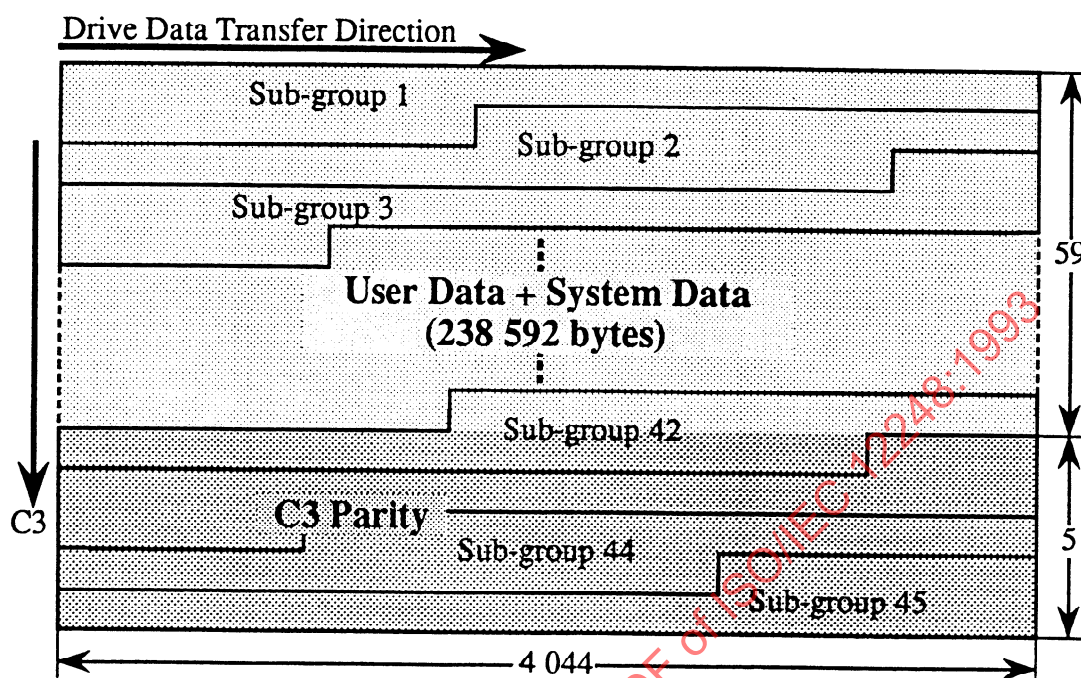 Drive Data Transfer Direction
Sub-group 1
Sub-group 2
Sub-group 3
59
User Data + System Data
(238 592 bytes)
Sub-group 42
C3
C3 Parity
Sub-group 44
5
Sub-group 45
4 044
PDF of ISO/IEC 12248:1993